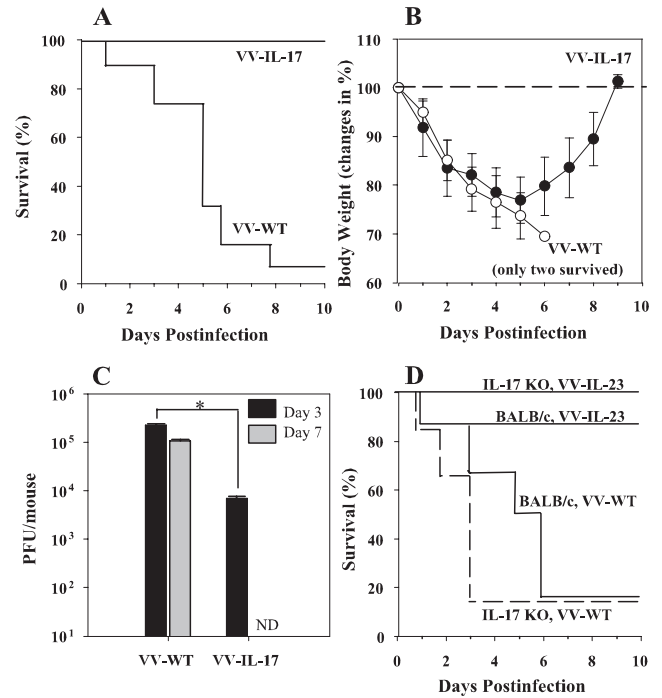 A
VV-IL-17
VV-WT
Survival (%)
100
80
60
40
20
0
0 2 4 6 8 10
Days Postinfection
B
VV-IL-17
VV-WT
(only two survived)
Body Weight (changes in %)
110
100
90
80
70
60
0 2 4 6 8 10
Days Postinfection
C
*
Day 3
Day 7
ND
PFU/mouse
10^6
10^5
10^4
10^3
10^2
10^1
VV-WT VV-IL-17
D
IL-17 KO, VV-IL-23
BALB/c, VV-IL-23
BALB/c, VV-WT
IL-17 KO, VV-WT
Survival (%)
100
80
60
40
20
0
0 2 4 6 8 10
Days Postinfection